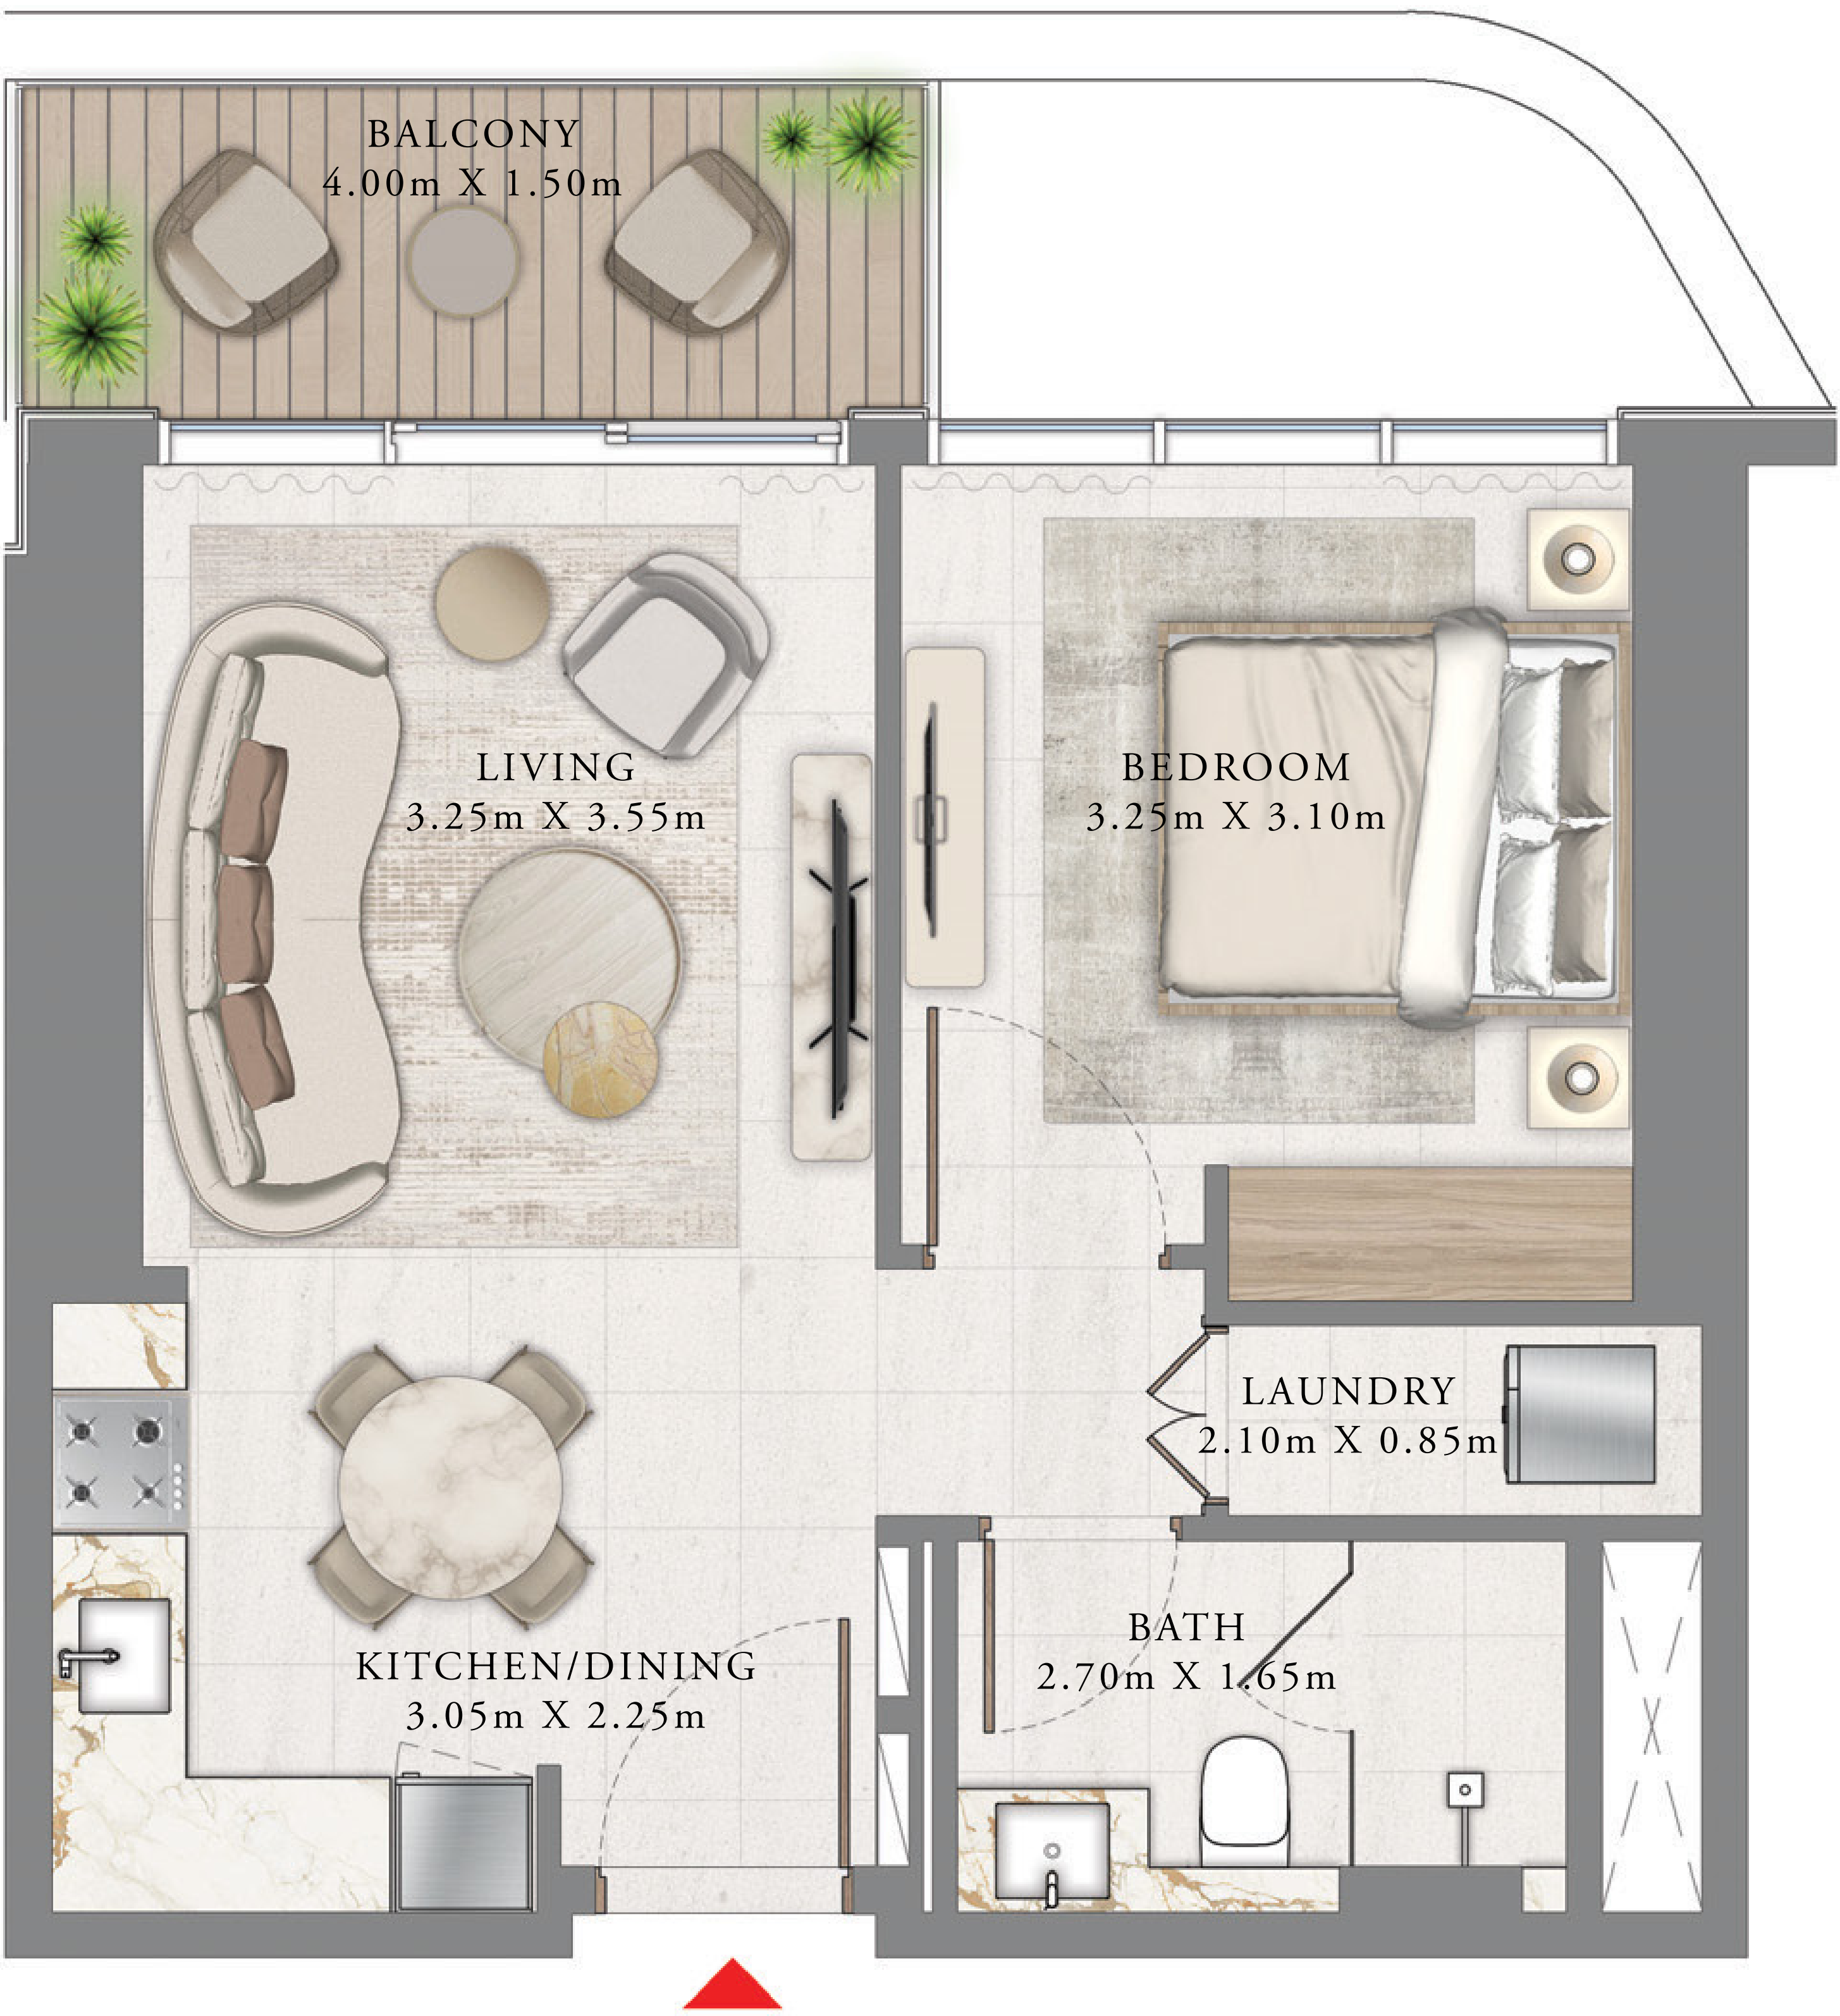 BALCONY
4.00m X 1.50m
LIVING
3.25m X 3.55m
BEDROOM
3.25m X 3.10m
LAUNDRY
2.10m X 0.85m
BATH
2.70m X 1.65m
KITCHEN/DINING
3.05m X 2.25m